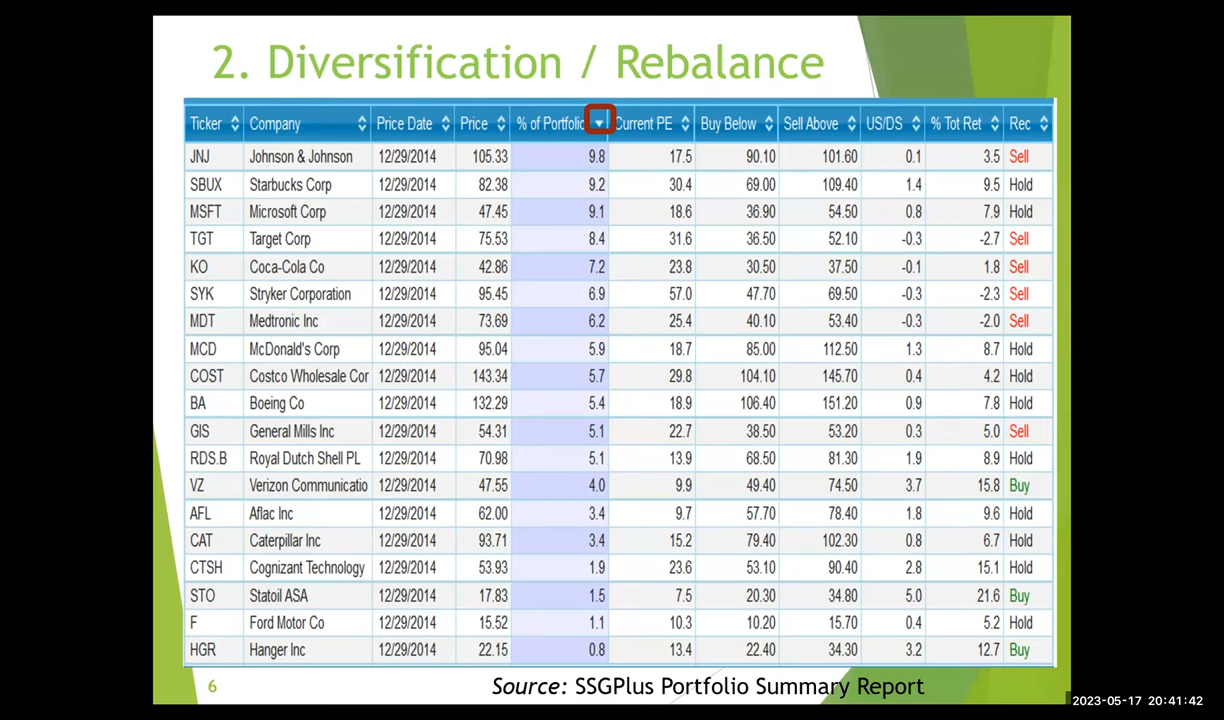 2. Diversification / Rebalance
Ticker Company Price Date Price % of Portfolio Current PE Buy Below Sell Above US/DS % Tot Ret Rec
JNJ Johnson & Johnson 12/29/2014 105.33 9.8 17.5 90.10 101.60 0.1 3.5 Sell
SBUX Starbucks Corp 12/29/2014 82.38 9.2 30.4 69.00 109.40 1.4 9.5 Hold
MSFT Microsoft Corp 12/29/2014 47.45 9.1 18.6 36.90 54.50 0.8 7.9 Hold
TGT Target Corp 12/29/2014 75.53 8.4 31.6 36.50 52.10 -0.3 -2.7 Sell
KO Coca-Cola Co 12/29/2014 42.86 7.2 23.8 30.50 37.50 -0.1 1.8 Sell
SYK Stryker Corporation 12/29/2014 95.45 6.9 57.0 47.70 69.50 -0.3 -2.3 Sell
MDT Medtronic Inc 12/29/2014 73.69 6.2 25.4 40.10 53.40 -0.3 -2.0 Sell
MCD McDonald's Corp 12/29/2014 95.04 5.9 18.7 85.00 112.50 1.3 8.7 Hold
COST Costco Wholesale Cor 12/29/2014 143.34 5.7 29.8 104.10 145.70 0.4 4.2 Hold
BA Boeing Co 12/29/2014 132.29 5.4 18.9 106.40 151.20 0.9 7.8 Hold
GIS General Mills Inc 12/29/2014 54.31 5.1 22.7 38.50 53.20 0.3 5.0 Sell
RDS.B Royal Dutch Shell PL 12/29/2014 70.98 5.1 13.9 68.50 81.30 1.9 8.9 Hold
VZ Verizon Communicatio 12/29/2014 47.55 4.0 9.9 49.40 74.50 3.7 15.8 Buy
AFL Aflac Inc 12/29/2014 62.00 3.4 9.7 57.70 78.40 1.8 9.6 Hold
CAT Caterpillar Inc 12/29/2014 93.71 3.4 15.2 79.40 102.30 0.8 6.7 Hold
CTSH Cognizant Technology 12/29/2014 53.93 1.9 23.6 53.10 90.40 2.8 15.1 Hold
STO Statoil ASA 12/29/2014 17.83 1.5 7.5 20.30 34.80 5.0 21.6 Buy
F Ford Motor Co 12/29/2014 15.52 1.1 10.3 10.20 15.70 0.4 5.2 Hold
HGR Hanger Inc 12/29/2014 22.15 0.8 13.4 22.40 34.30 3.2 12.7 Buy
6 Source: SSGPlus Portfolio Summary Report
2023-05-17 20:41:42